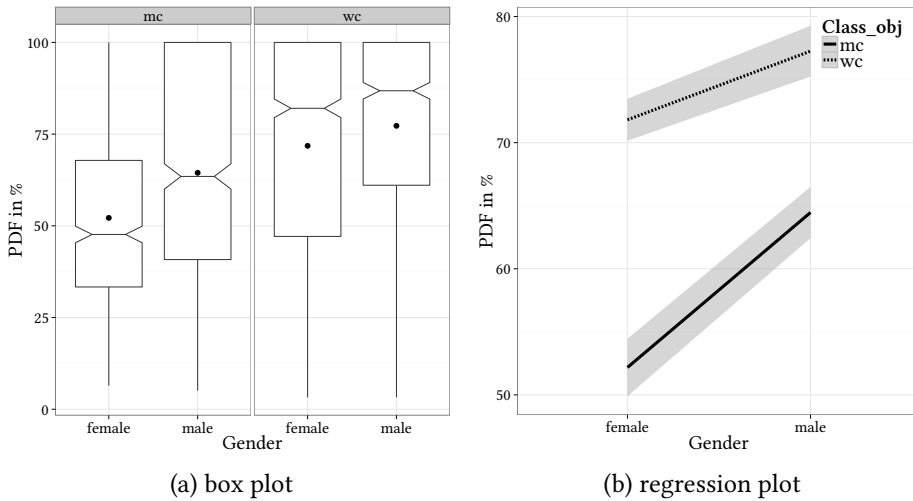 mc wc
100
75
50
25
0
PDF in %
female male female male
Gender
(a) box plot
80
70
60
50
PDF in %
Class_obj
mc
wc
female male
Gender
(b) regression plot